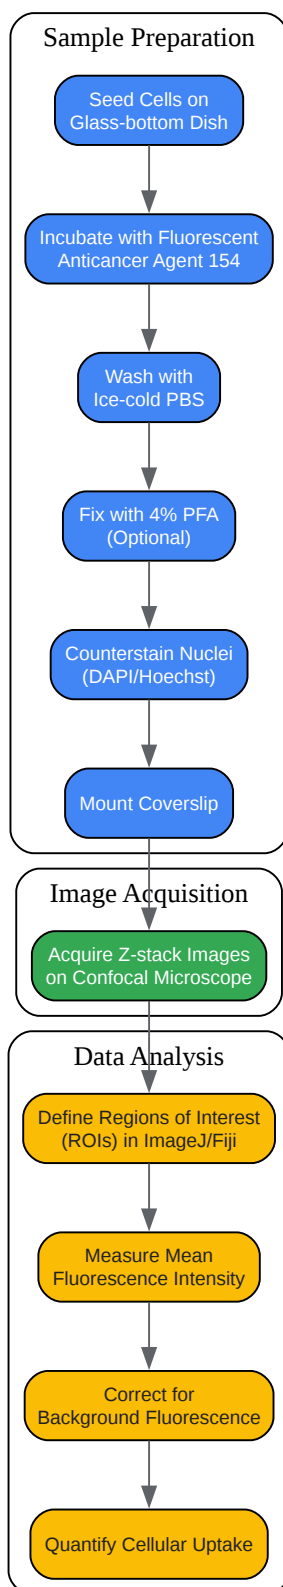 Sample Preparation
Seed Cells on
Glass-bottom Dish
Incubate with Fluorescent
Anticancer Agent 154
Wash with
Ice-cold PBS
Fix with 4% PFA
(Optional)
Counterstain Nuclei
(DAPI/Hoechst)
Mount Coverslip
Image Acquisition
Acquire Z-stack Images
on Confocal Microscope
Data Analysis
Define Regions of Interest
(ROIs) in ImageJ/Fiji
Measure Mean
Fluorescence Intensity
Correct for
Background Fluorescence
Quantify Cellular Uptake